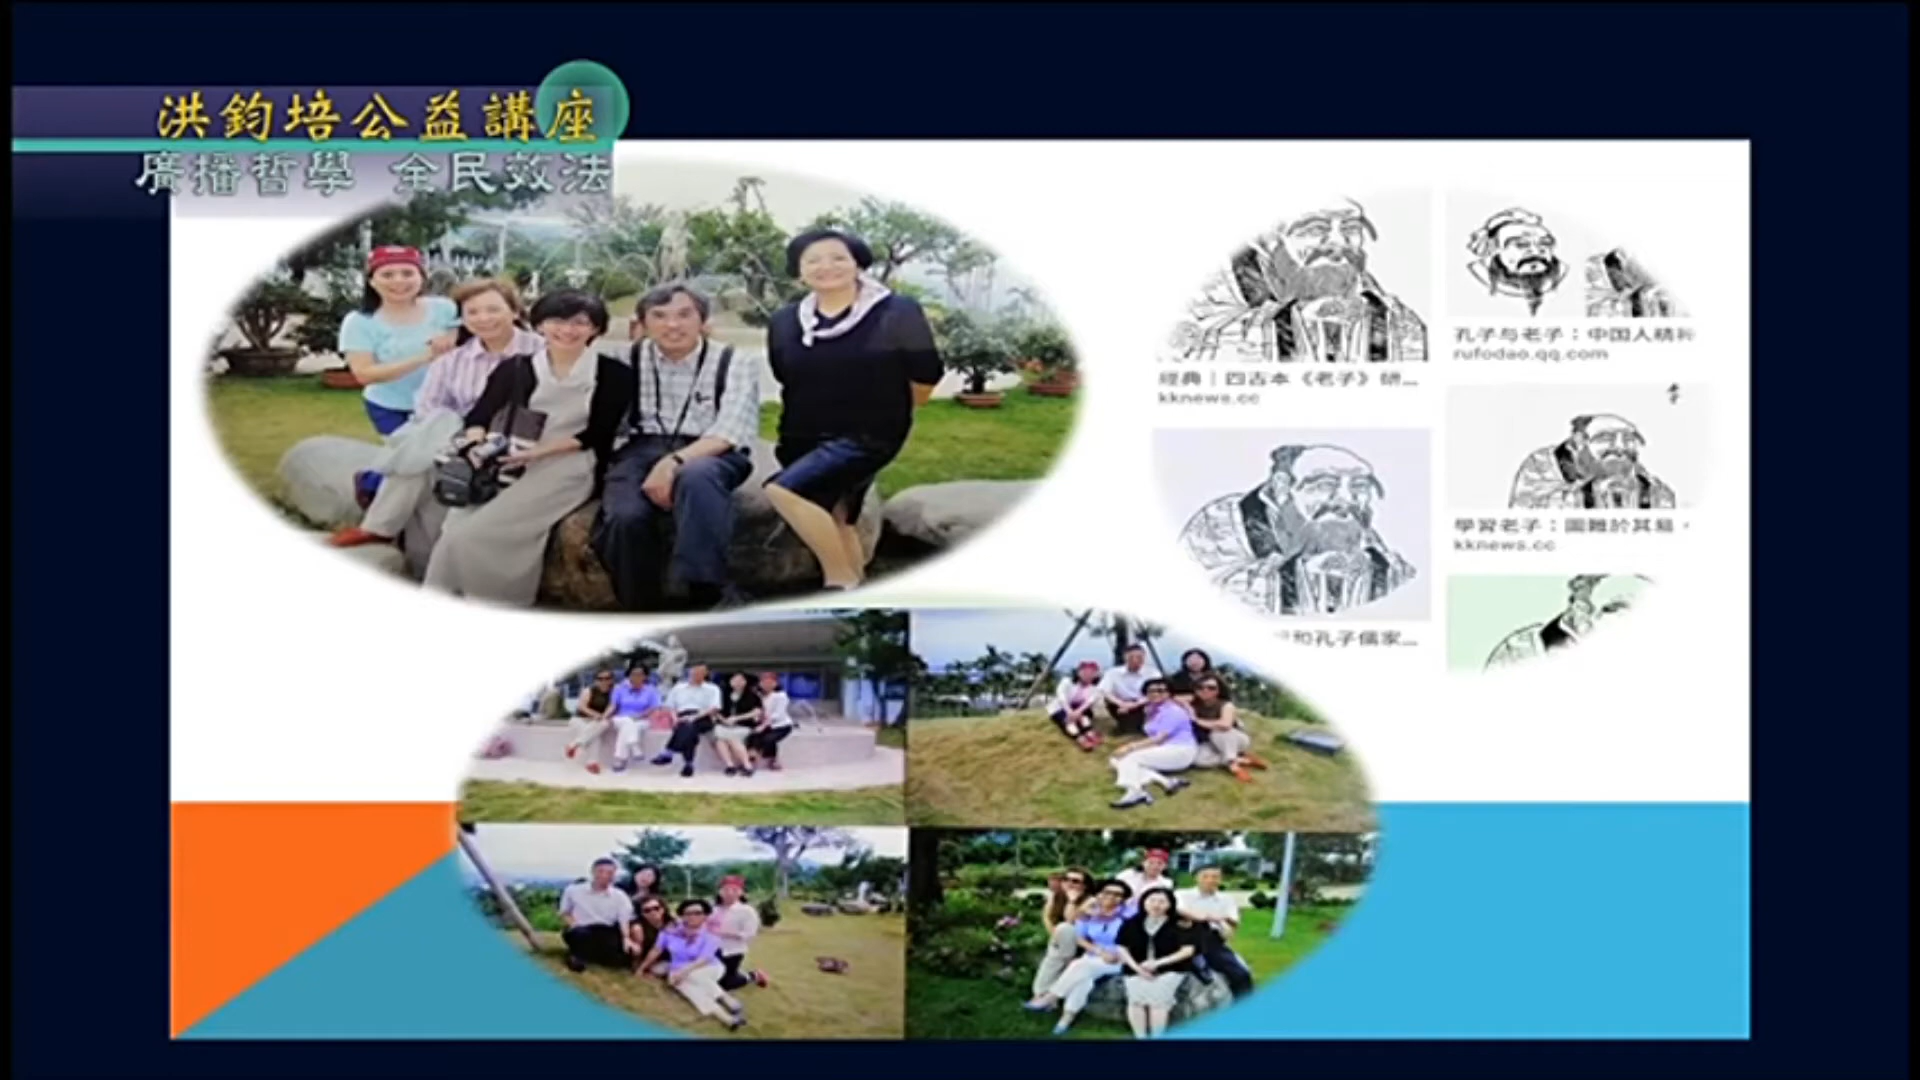 洪鈞培公益講座
廣播哲學 全民效法
經典｜四古本《老子》研...
kknews.cc
孔子与老子：中国人精神
rufodao.qq.com
學習老子：圖難於其易，
kknews.cc
和孔子儒家...